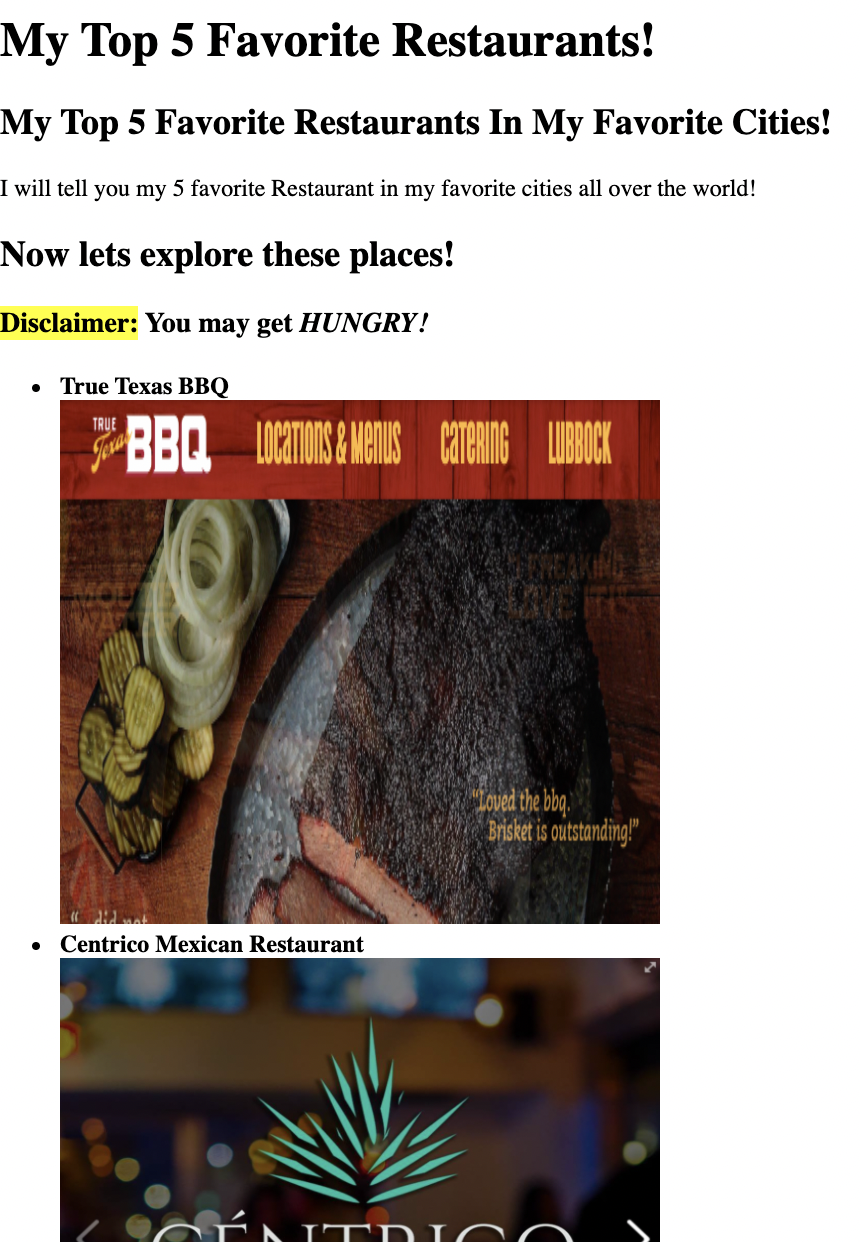 My Top 5 Favorite Restaurants!
My Top 5 Favorite Restaurants In My Favorite Cities!
I will tell you my 5 favorite Restaurant in my favorite cities all over the world!
Now lets explore these places!
Disclaimer: You may get HUNGRY!
True Texas BBQ
TRUE Texas BBQ LOCATIONS & MENUS CATERING LUBBOCK
FREAKING
LOVE
"Loved the bbq.
Brisket is outstanding!"
"... did not
Centrico Mexican Restaurant
CÉNTRICO